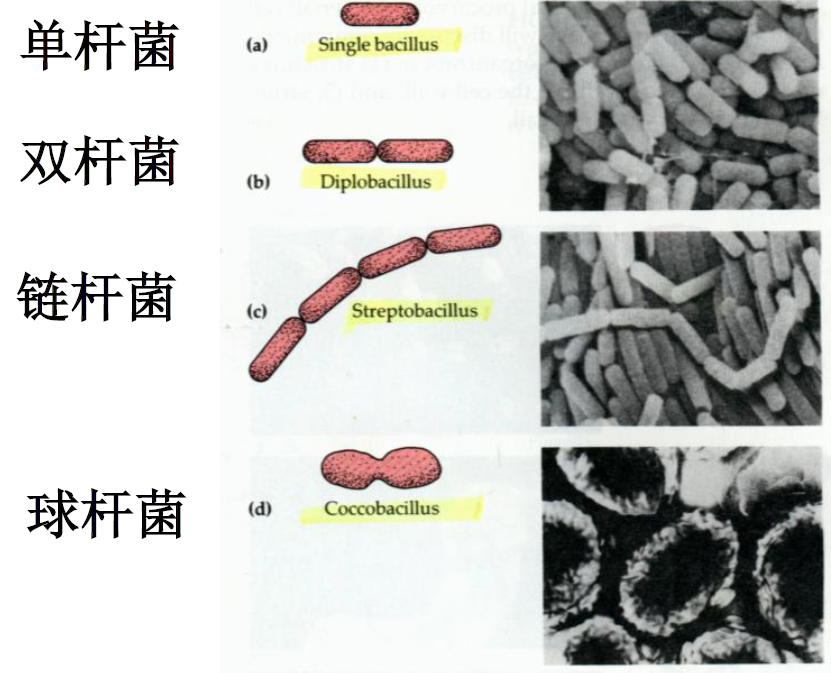 单杆菌
(a) Single bacillus
双杆菌
(b) Diplobacillus
链杆菌
(c) Streptobacillus
球杆菌
(d) Coccobacillus